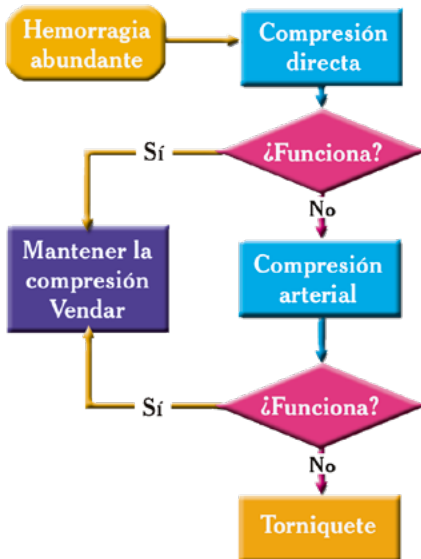 Hemorragia
abundante
Compresión
directa
¿Funciona?
Sí
No
Mantener la
compresión
Vendar
Compresión
arterial
¿Funciona?
Sí
No
Torniquete